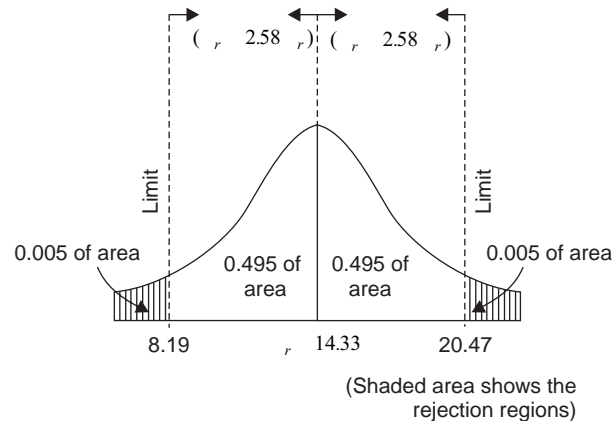 ( r 2.58 r) ( r 2.58 r)
Limit
Limit
0.005 of area
0.495 of
area
0.495 of
area
0.005 of area
8.19
r 14.33
20.47
(Shaded area shows the
rejection regions)